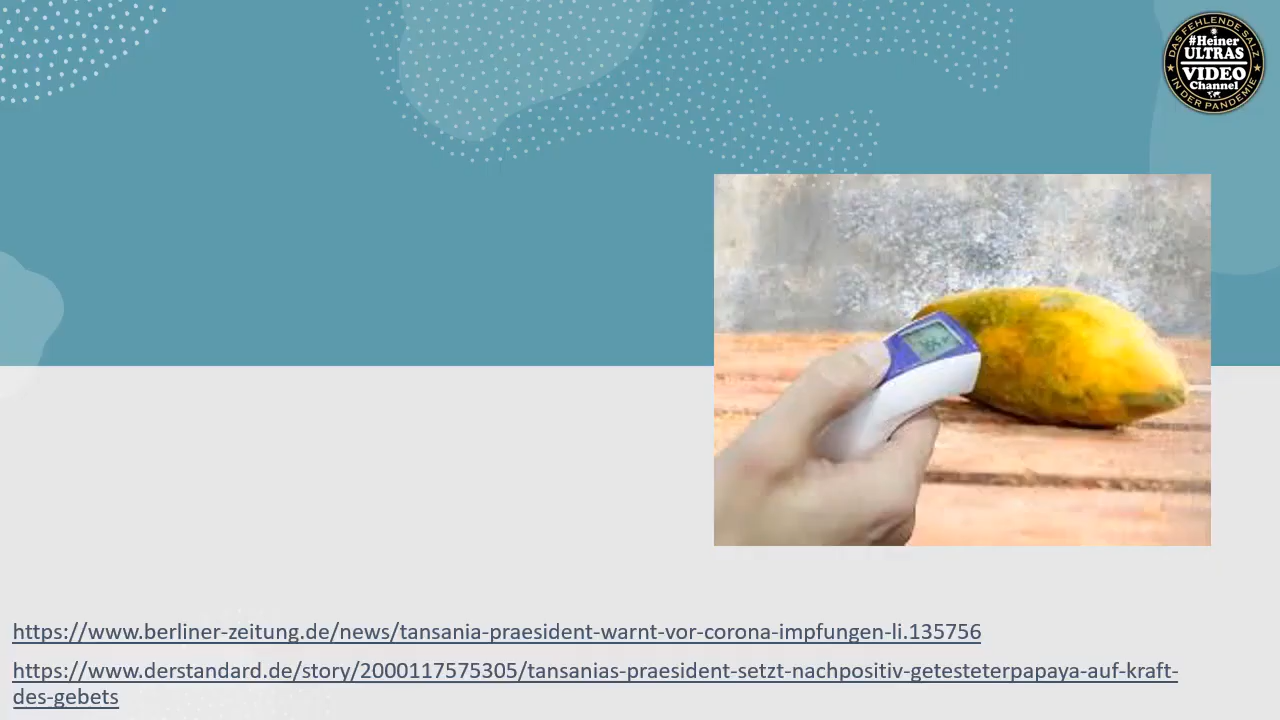 DAS FEHLENDE SALZ
#Heiner
ULTRAS
VIDEO
Channel
IN DER PANDEMIE
https://www.berliner-zeitung.de/news/tansania-praesident-warnt-vor-corona-impfungen-li.135756
https://www.derstandard.de/story/2000117575305/tansanias-praesident-setzt-nachpositiv-getesteterpapaya-auf-kraft-
des-gebets